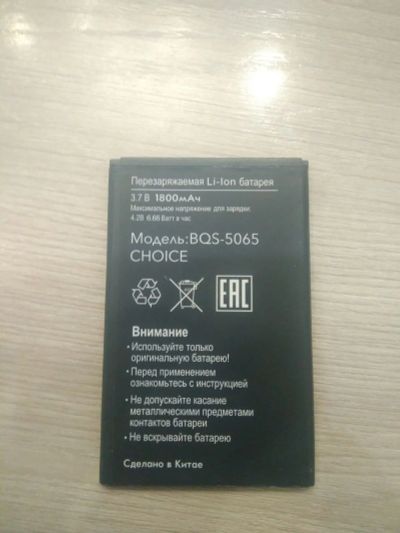 Перезаряжаемая Li-Ion батарея
3.7 В 1800мАч
Максимальное напряжение для зарядки:
4.2В 6.66 Ватт в час
Модель:BQS-5065
CHOICE
EAC
Внимание
• Используйте только
оригинальную батарею!
• Перед применением
ознакомьтесь с инструкцией
• Не допускайте касание
металлическими предметами
контактов батареи
• Не вскрывайте батарею
Сделано в Китае